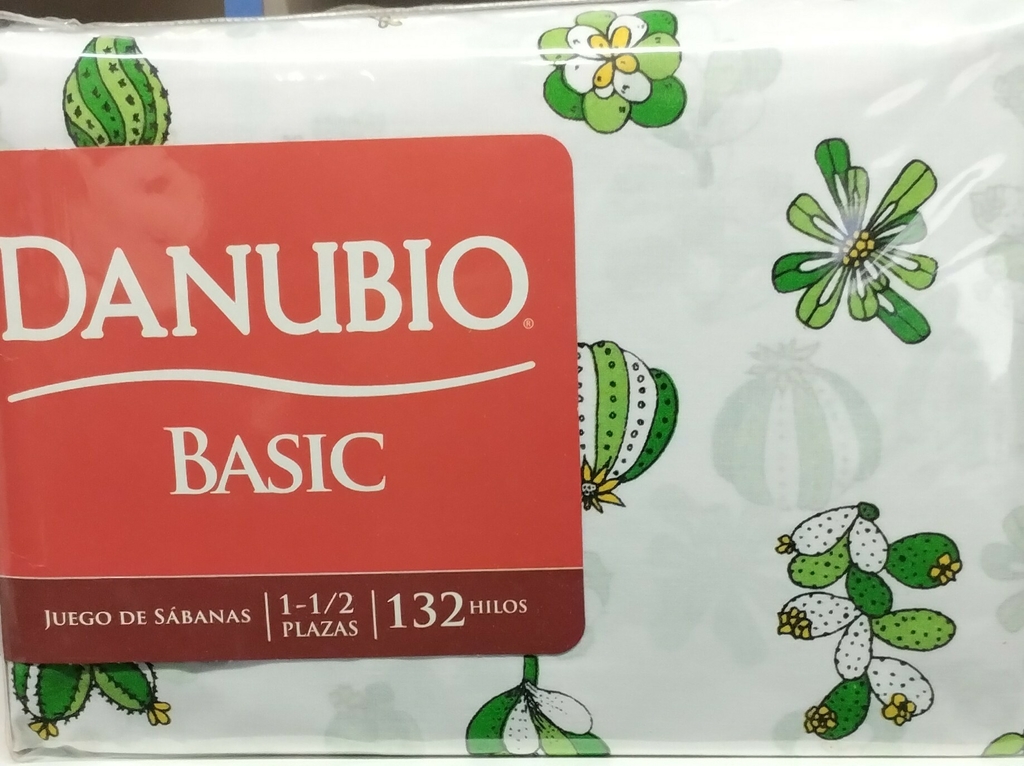 DANUBIO®
BASIC
JUEGO DE SÁBANAS
1-1/2
PLAZAS
132 HILOS